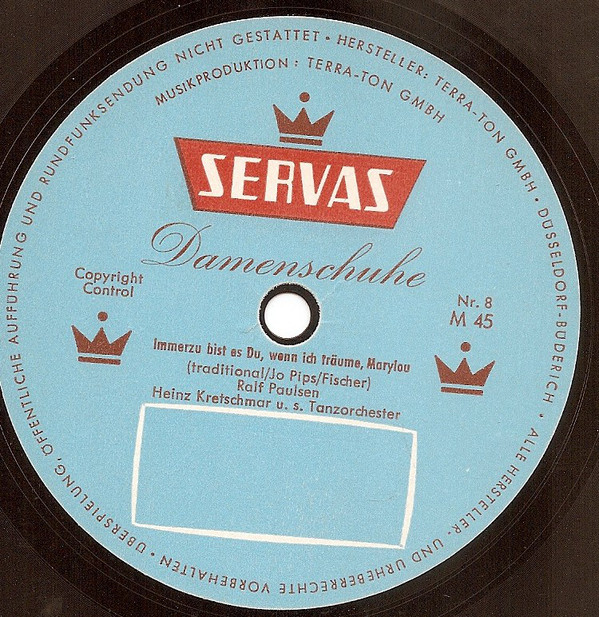 ÜBERSPIELUNG, ÖFFENTLICHE AUFFÜHRUNG UND RUNDFUNKSENDUNG NICHT GESTATTET • HERSTELLER: TERRA-TON GMBH • DÜSSELDORF-BÜDERICH • ALLE HERSTELLER- UND URHEBERRECHTE VORBEHALTEN •
MUSIKPRODUKTION: TERRA-TON GMBH
SERVAS
Damenschuhe
Copyright
Control
Nr. 8
M 45
Immerzu bist es Du, wenn ich träume, Marylou
(traditional/Jo Pips/Fischer)
Ralf Paulsen
Heinz Kretschmar u. s. Tanzorchester